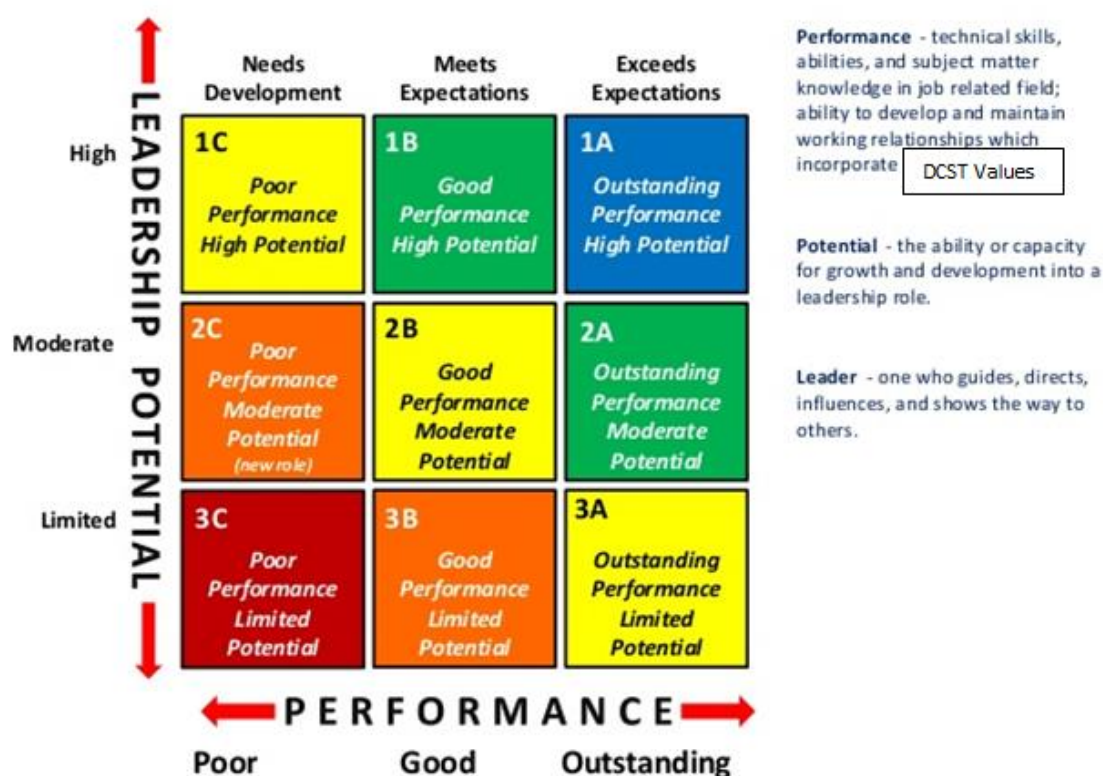 Needs
Development
Meets
Expectations
Exceeds
Expectations
LEADERSHIP POTENTIAL
High
Moderate
Limited
1C
Poor
Performance
High Potential
1B
Good
Performance
High Potential
1A
Outstanding
Performance
High Potential
2C
Poor
Performance
Moderate
Potential
(new role)
2B
Good
Performance
Moderate
Potential
2A
Outstanding
Performance
Moderate
Potential
3C
Poor
Performance
Limited
Potential
3B
Good
Performance
Limited
Potential
3A
Outstanding
Performance
Limited
Potential
PERFORMANCE
Poor
Good
Outstanding
Performance - technical skills,
abilities, and subject matter
knowledge in job related field;
ability to develop and maintain
working relationships which
incorporate DCST Values
Potential - the ability or capacity
for growth and development into a
leadership role.
Leader - one who guides, directs,
influences, and shows the way to
others.